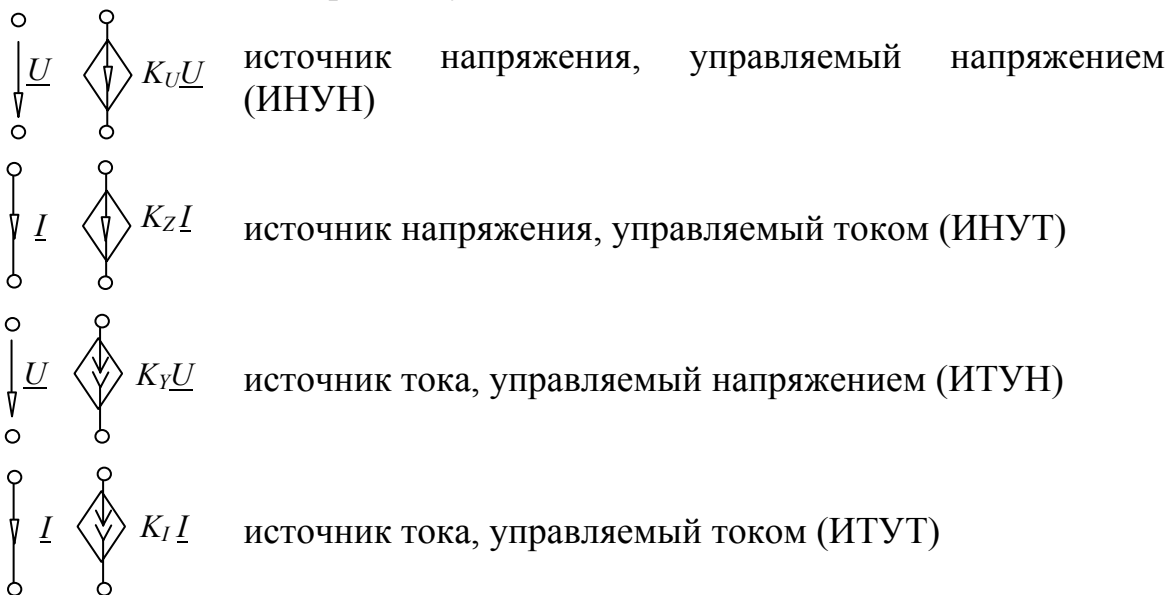 U K_U U источник напряжения, управляемый напряжением
(ИНУН)
I K_Z I источник напряжения, управляемый током (ИНУТ)
U K_Y U источник тока, управляемый напряжением (ИТУН)
I K_I I источник тока, управляемый током (ИТУТ)